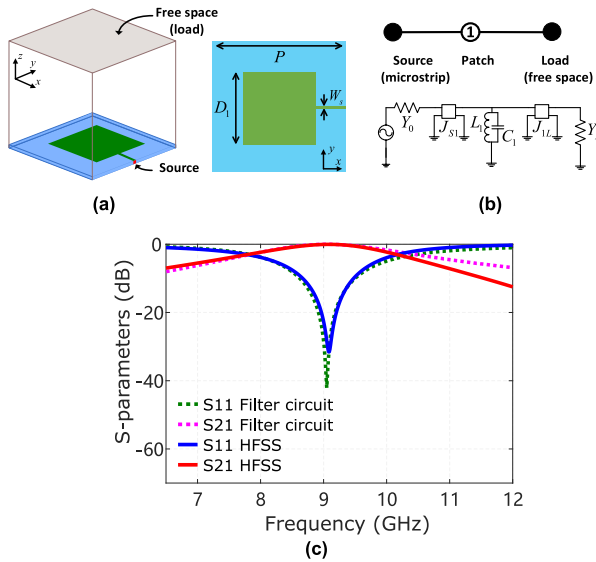 Free space
(load)
z
y
x
Source
(a)
P
D1
Ws
y
x
1
Source
(microstrip)
Patch
Load
(free space)
Y0
JS1
L1
C1
J1L
(b)
S-parameters (dB)
0
-20
-40
-60
S11 Filter circuit
S21 Filter circuit
S11 HFSS
S21 HFSS
7 8 9 10 11 12
Frequency (GHz)
(c)